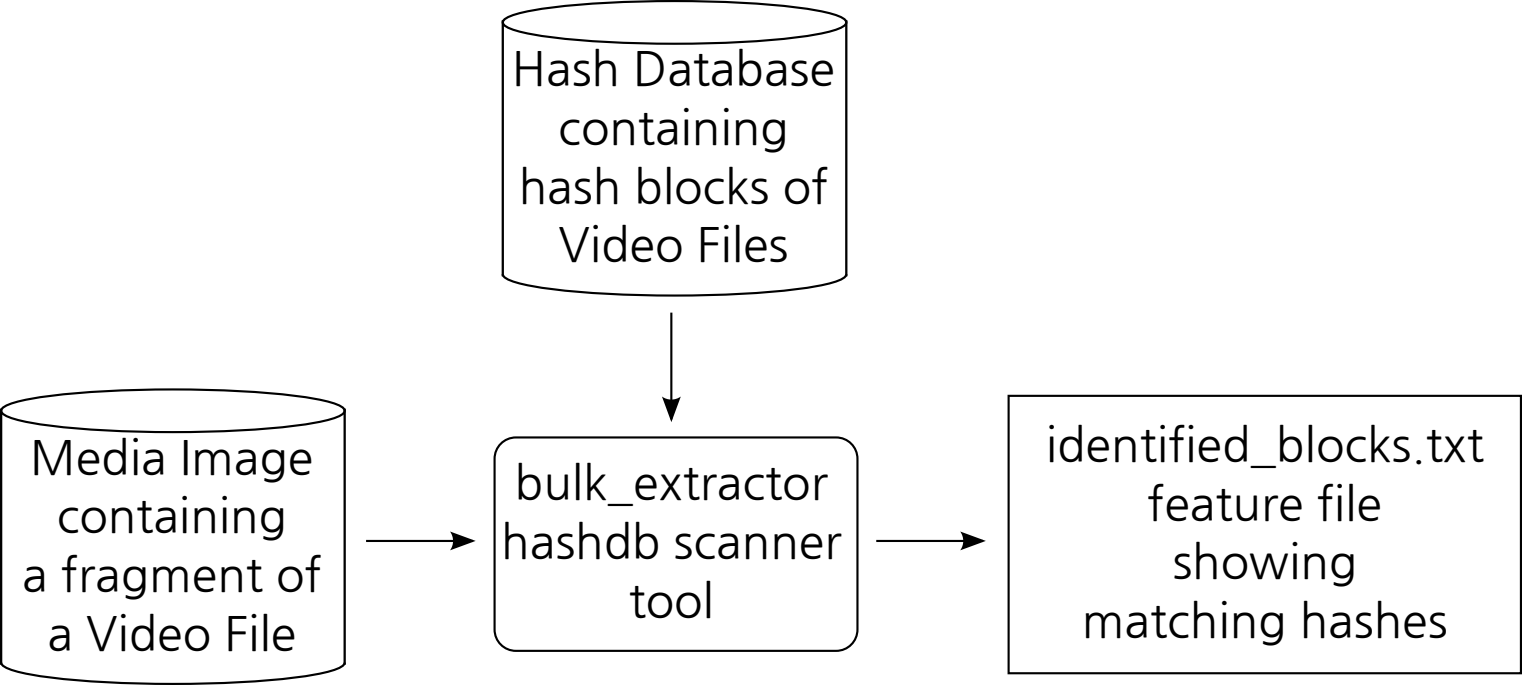 Hash Database
containing
hash blocks of
Video Files
Media Image
containing
a fragment of
a Video File
bulk_extractor
hashdb scanner
tool
identified_blocks.txt
feature file
showing
matching hashes